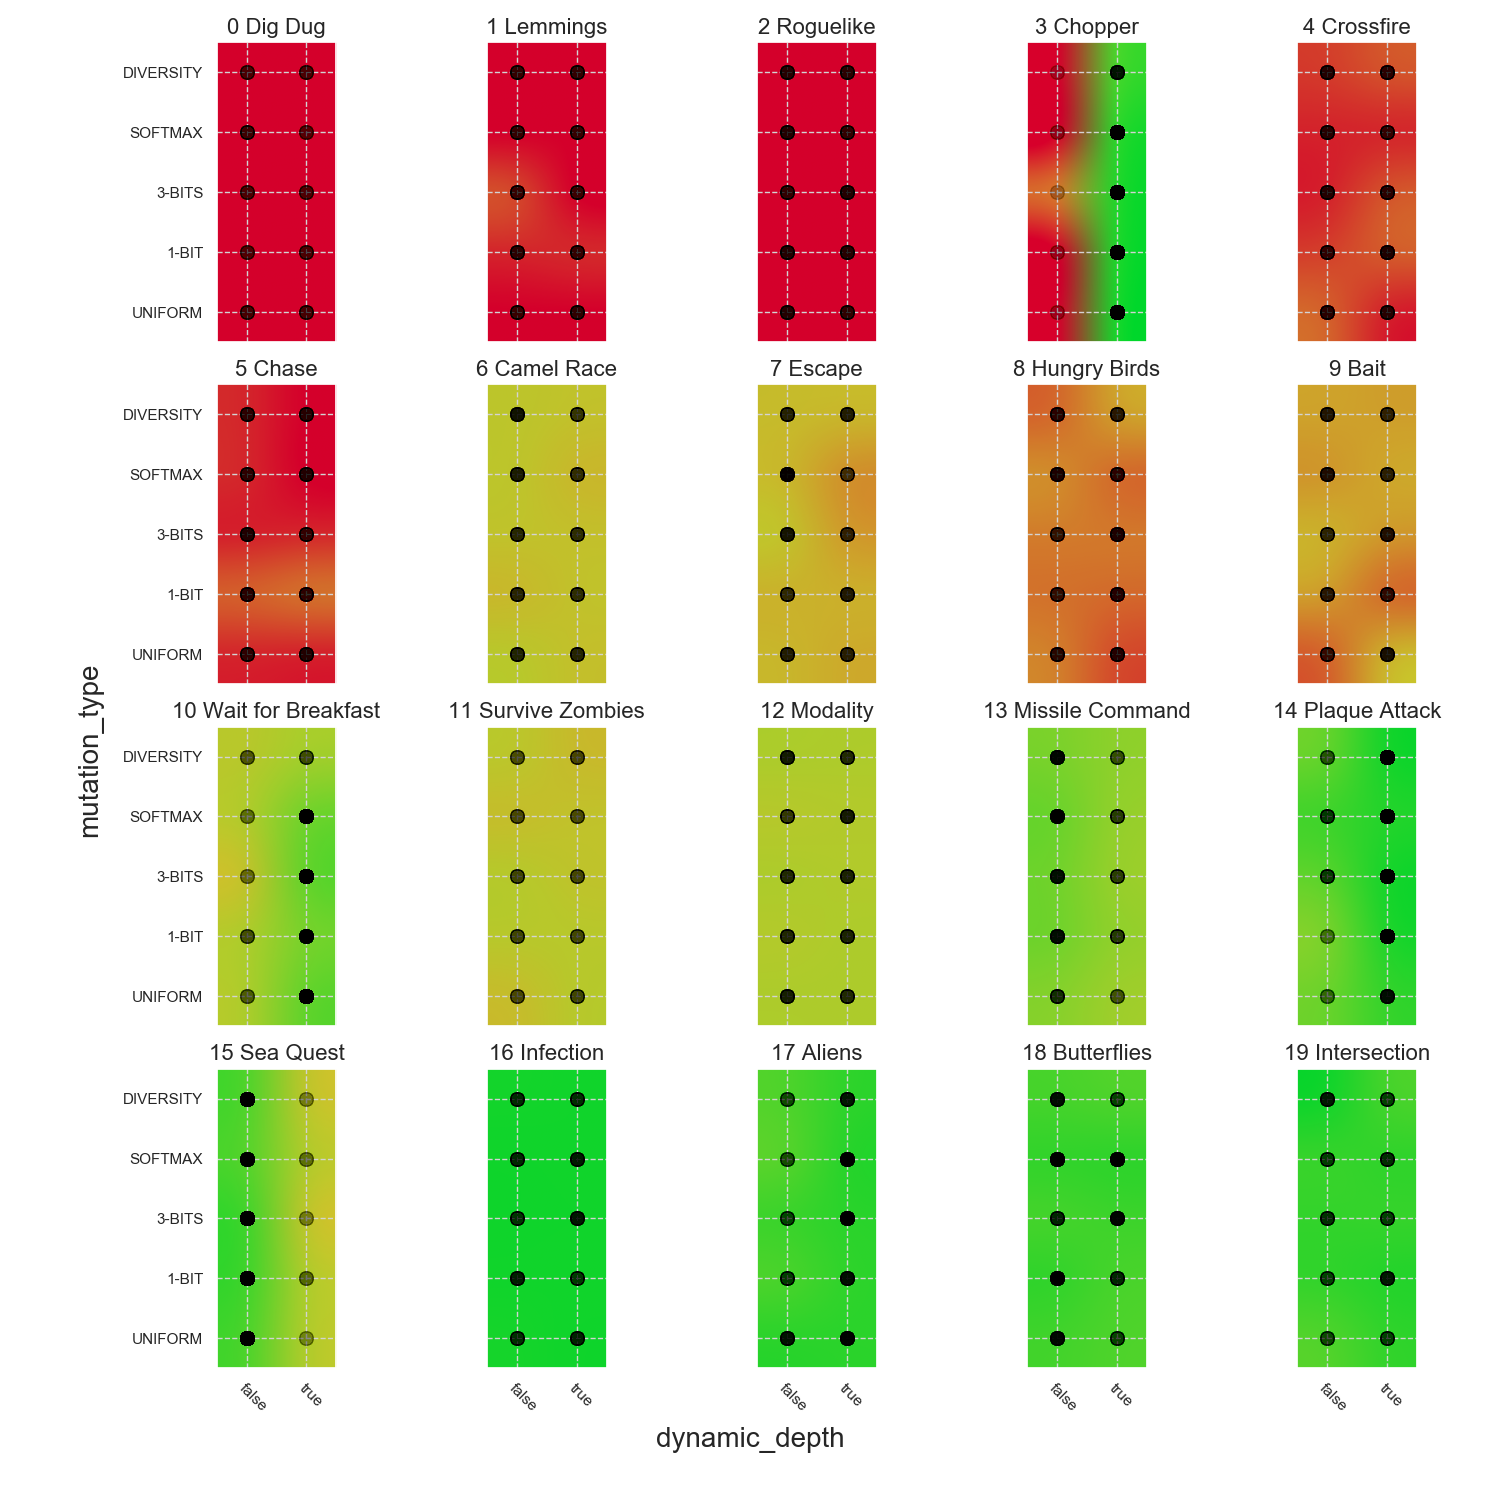 0 Dig Dug
1 Lemmings
2 Roguelike
3 Chopper
4 Crossfire
DIVERSITY
SOFTMAX
3-BITS
1-BIT
UNIFORM
5 Chase
6 Camel Race
7 Escape
8 Hungry Birds
9 Bait
DIVERSITY
SOFTMAX
3-BITS
1-BIT
UNIFORM
mutation_type
10 Wait for Breakfast
11 Survive Zombies
12 Modality
13 Missile Command
14 Plaque Attack
DIVERSITY
SOFTMAX
3-BITS
1-BIT
UNIFORM
15 Sea Quest
16 Infection
17 Aliens
18 Butterflies
19 Intersection
DIVERSITY
SOFTMAX
3-BITS
1-BIT
UNIFORM
false
true
false
true
false
true
false
true
false
true
dynamic_depth